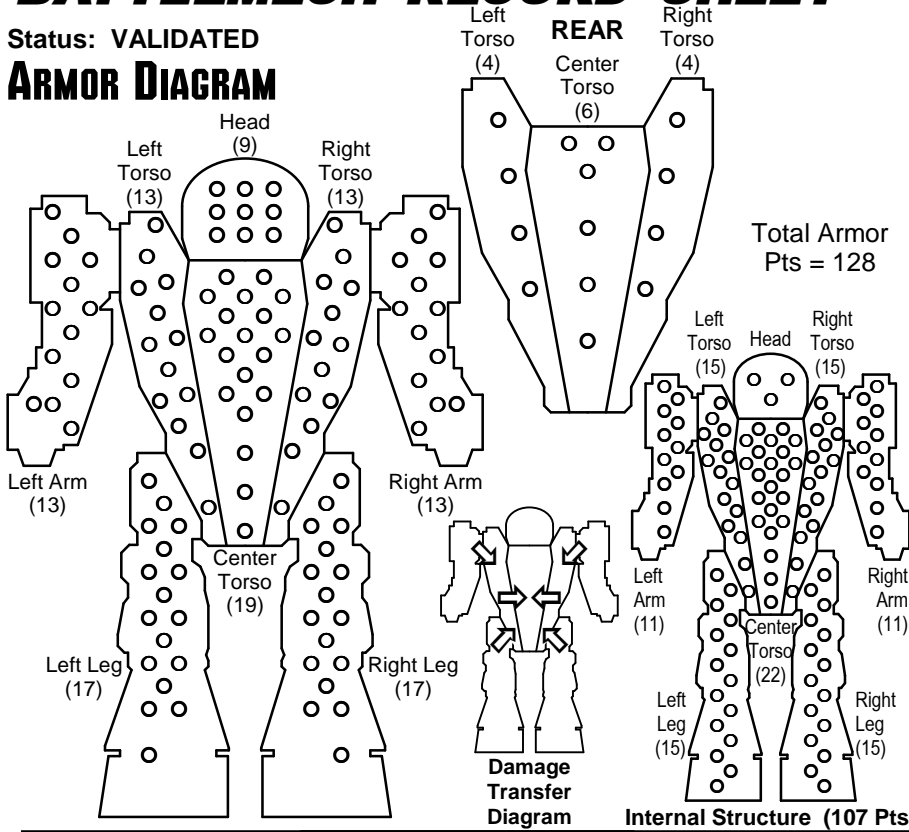 BATTLEMECH RECORD SHEET
Status: VALIDATED
ARMOR DIAGRAM
Left
Torso
(13)
Head
(9)
Right
Torso
(13)
Left Arm
(13)
Right Arm
(13)
Center
Torso
(19)
Left Leg
(17)
Right Leg
(17)
REAR
Left
Torso
(4)
Center
Torso
(6)
Right
Torso
(4)
Total Armor
Pts = 128
Left
Torso
(15)
Head
Right
Torso
(15)
Left
Arm
(11)
Right
Arm
(11)
Center
Torso
(22)
Left
Leg
(15)
Right
Leg
(15)
Damage
Transfer
Diagram
Internal Structure (107 Pts